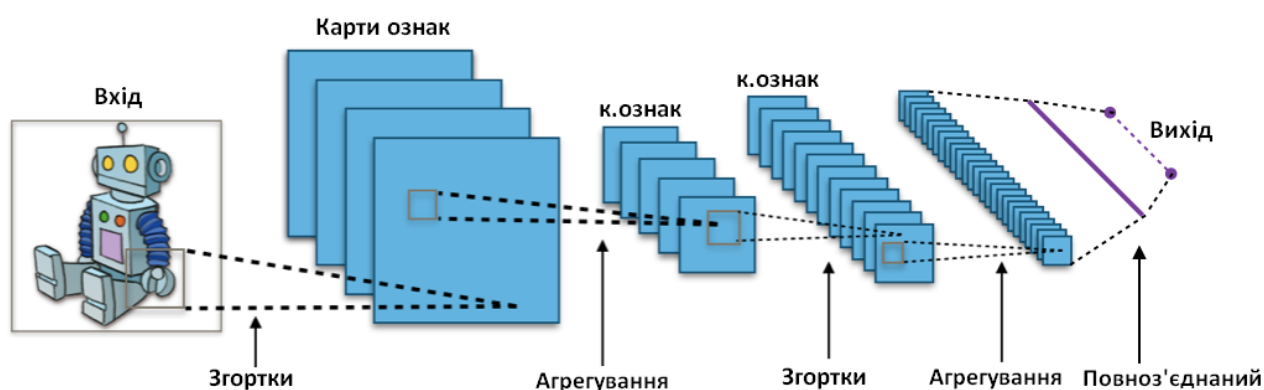 Карти ознак
Вхід
к.ознак
к.ознак
Вихід
Згортки
Агрегування
Згортки
Агрегування
Повноз'єднаний